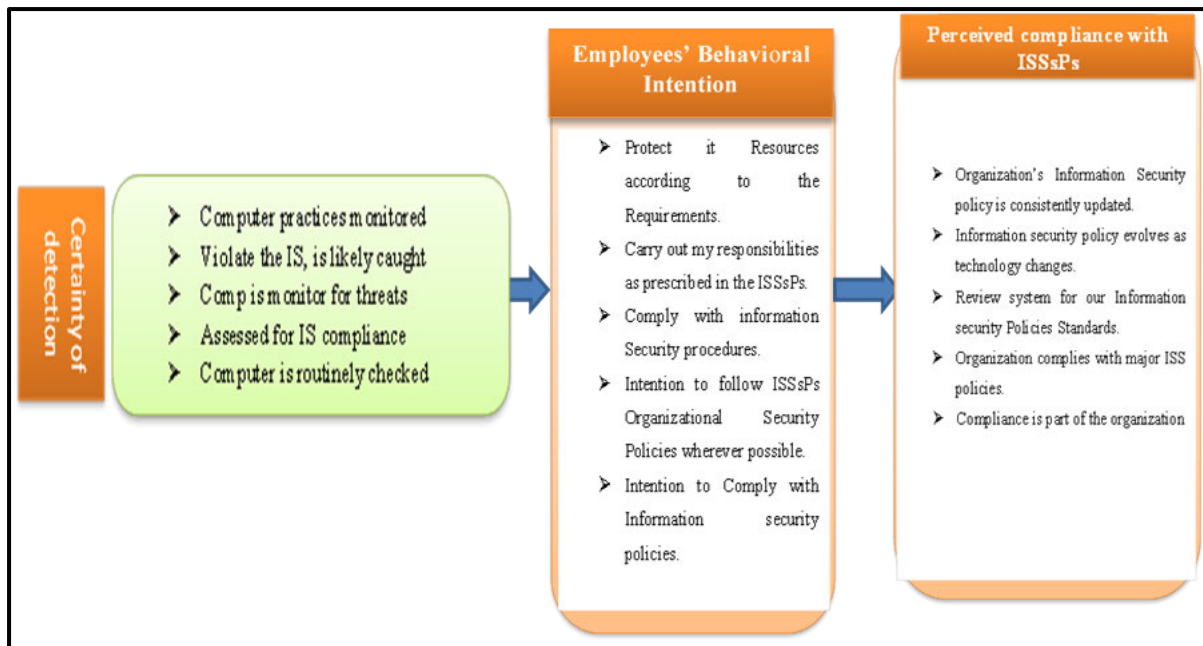 Certainty of
detection
➤ Computer practices monitored
➤ Violate the IS, is likely caught
➤ Comp is monitor for threats
➤ Assessed for IS compliance
➤ Computer is routinely checked
Employees’ Behavioral
Intention
➤ Protect it Resources
according to the
Requirements.
➤ Carry out my responsibilities
as prescribed in the ISSsPs.
➤ Comply with information
Security procedures.
➤ Intention to follow ISSsPs
Organizational Security
Policies wherever possible.
➤ Intention to Comply with
Information security
policies.
Perceived compliance with
ISSsPs
➤ Organization’s Information Security
policy is consistently updated.
➤ Information security policy evolves as
technology changes.
➤ Review system for our Information
security Policies Standards.
➤ Organization complies with major ISS
policies.
➤ Compliance is part of the organization